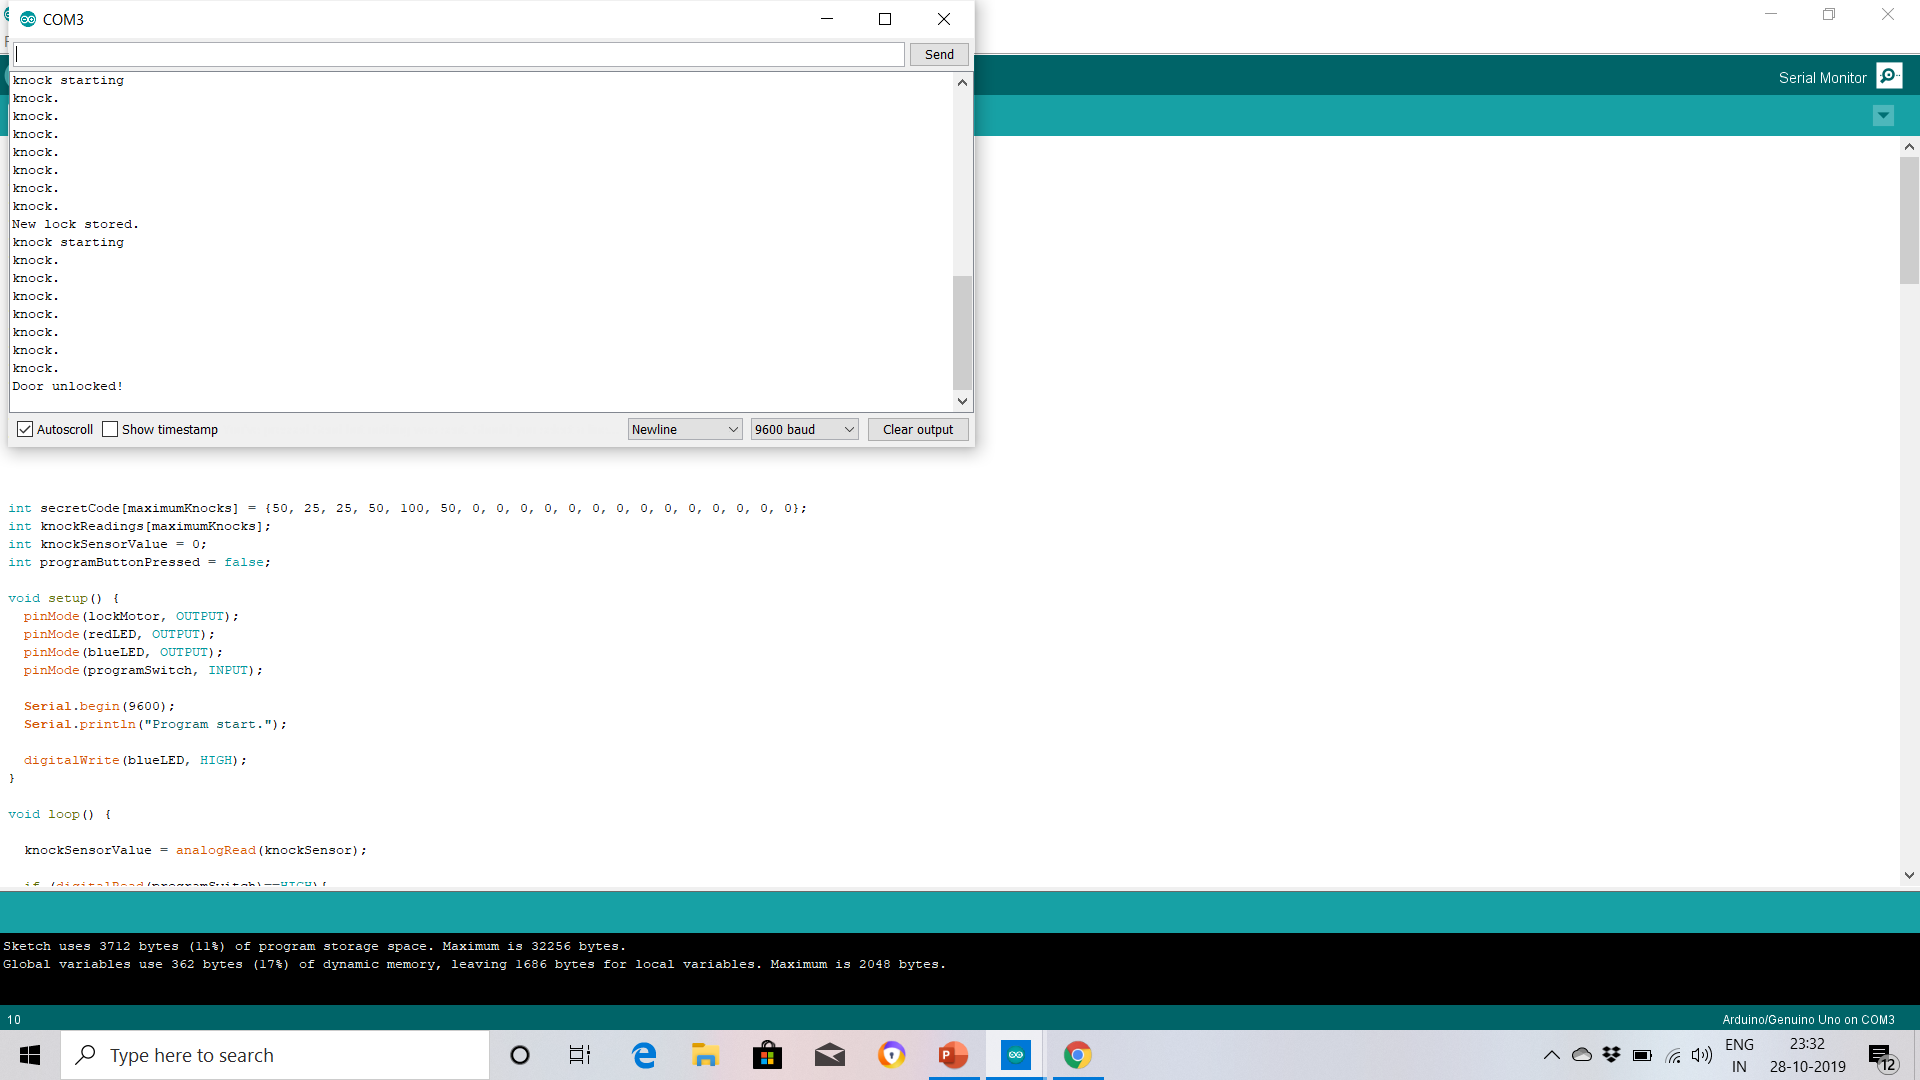 COM3
Send
knock starting
knock.
knock.
knock.
knock.
knock.
knock.
knock.
New lock stored.
knock starting
knock.
knock.
knock.
knock.
knock.
knock.
knock.
Door unlocked!
Autoscroll Show timestamp Newline 9600 baud Clear output
Serial Monitor
int secretCode[maximumKnocks] = {50, 25, 25, 50, 100, 50, 0, 0, 0, 0, 0, 0, 0, 0, 0, 0, 0, 0, 0, 0};
int knockReadings[maximumKnocks];
int knockSensorValue = 0;
int programButtonPressed = false;
void setup() {
pinMode(lockMotor, OUTPUT);
pinMode(redLED, OUTPUT);
pinMode(blueLED, OUTPUT);
pinMode(programSwitch, INPUT);
Serial.begin(9600);
Serial.println("Program start.");
digitalWrite(blueLED, HIGH);
}
void loop() {
knockSensorValue = analogRead(knockSensor);
if (digitalRead(programSwitch)==HIGH){
Sketch uses 3712 bytes (11%) of program storage space. Maximum is 32256 bytes.
Global variables use 362 bytes (17%) of dynamic memory, leaving 1686 bytes for local variables. Maximum is 2048 bytes.
10
Arduino/Genuino Uno on COM3
Type here to search
ENG
IN
23:32
28-10-2019
12